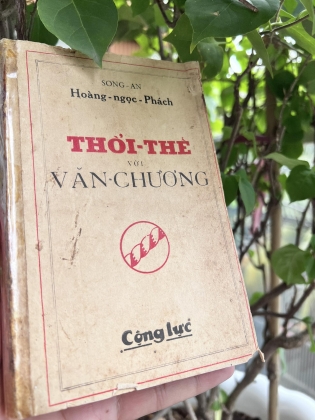 SONG-AN
Hoàng-ngọc-Phách
THỜI-THẾ
VỚI
VĂN-CHƯƠNG
Cộng lực